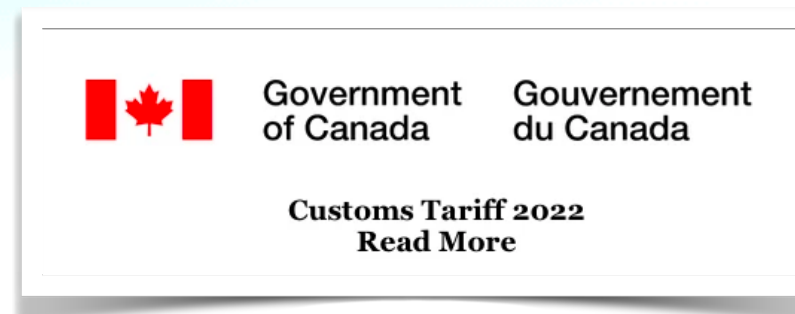 Government of Canada
Gouvernement du Canada
Customs Tariff 2022
Read More